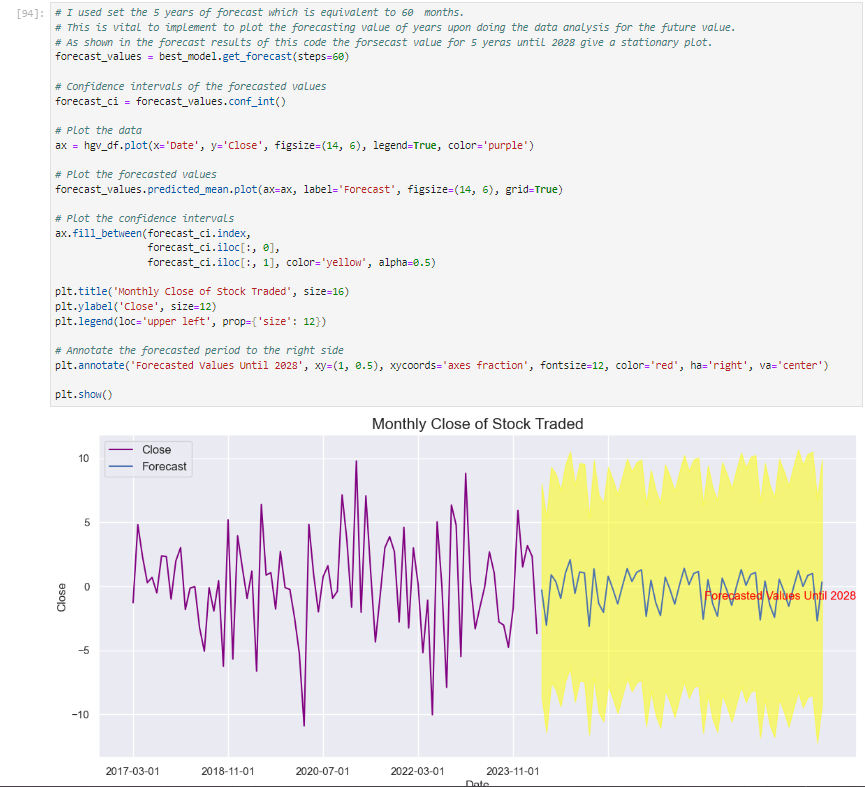 [94]: # I used set the 5 years of forecast which is equivalent to 60  months.
# This is vital to implement to plot the forecasting value of years upon doing the data analysis for the future value.
# As shown in the forecast results of this code the forsecast value for 5 yeras until 2028 give a stationary plot.
forecast_values = best_model.get_forecast(steps=60)

# Confidence intervals of the forecasted values
forecast_ci = forecast_values.conf_int()

# Plot the data
ax = hgv_df.plot(x='Date', y='Close', figsize=(14, 6), legend=True, color='purple')

# Plot the forecasted values
forecast_values.predicted_mean.plot(ax=ax, label='Forecast', figsize=(14, 6), grid=True)

# Plot the confidence intervals
ax.fill_between(forecast_ci.index,
                forecast_ci.iloc[:, 0],
                forecast_ci.iloc[:, 1], color='yellow', alpha=0.5)

plt.title('Monthly Close of Stock Traded', size=16)
plt.ylabel('Close', size=12)
plt.legend(loc='upper left', prop={'size': 12})

# Annotate the forecasted period to the right side
plt.annotate('Forecasted Values Until 2028', xy=(1, 0.5), xycoords='axes fraction', fontsize=12, color='red', ha='right', va='center')

plt.show()
Monthly Close of Stock Traded
Close
Forecast
10
5
0
−5
−10
Close
Forecasted Values Until 2028
2017-03-01 2018-11-01 2020-07-01 2022-03-01 2023-11-01
Date